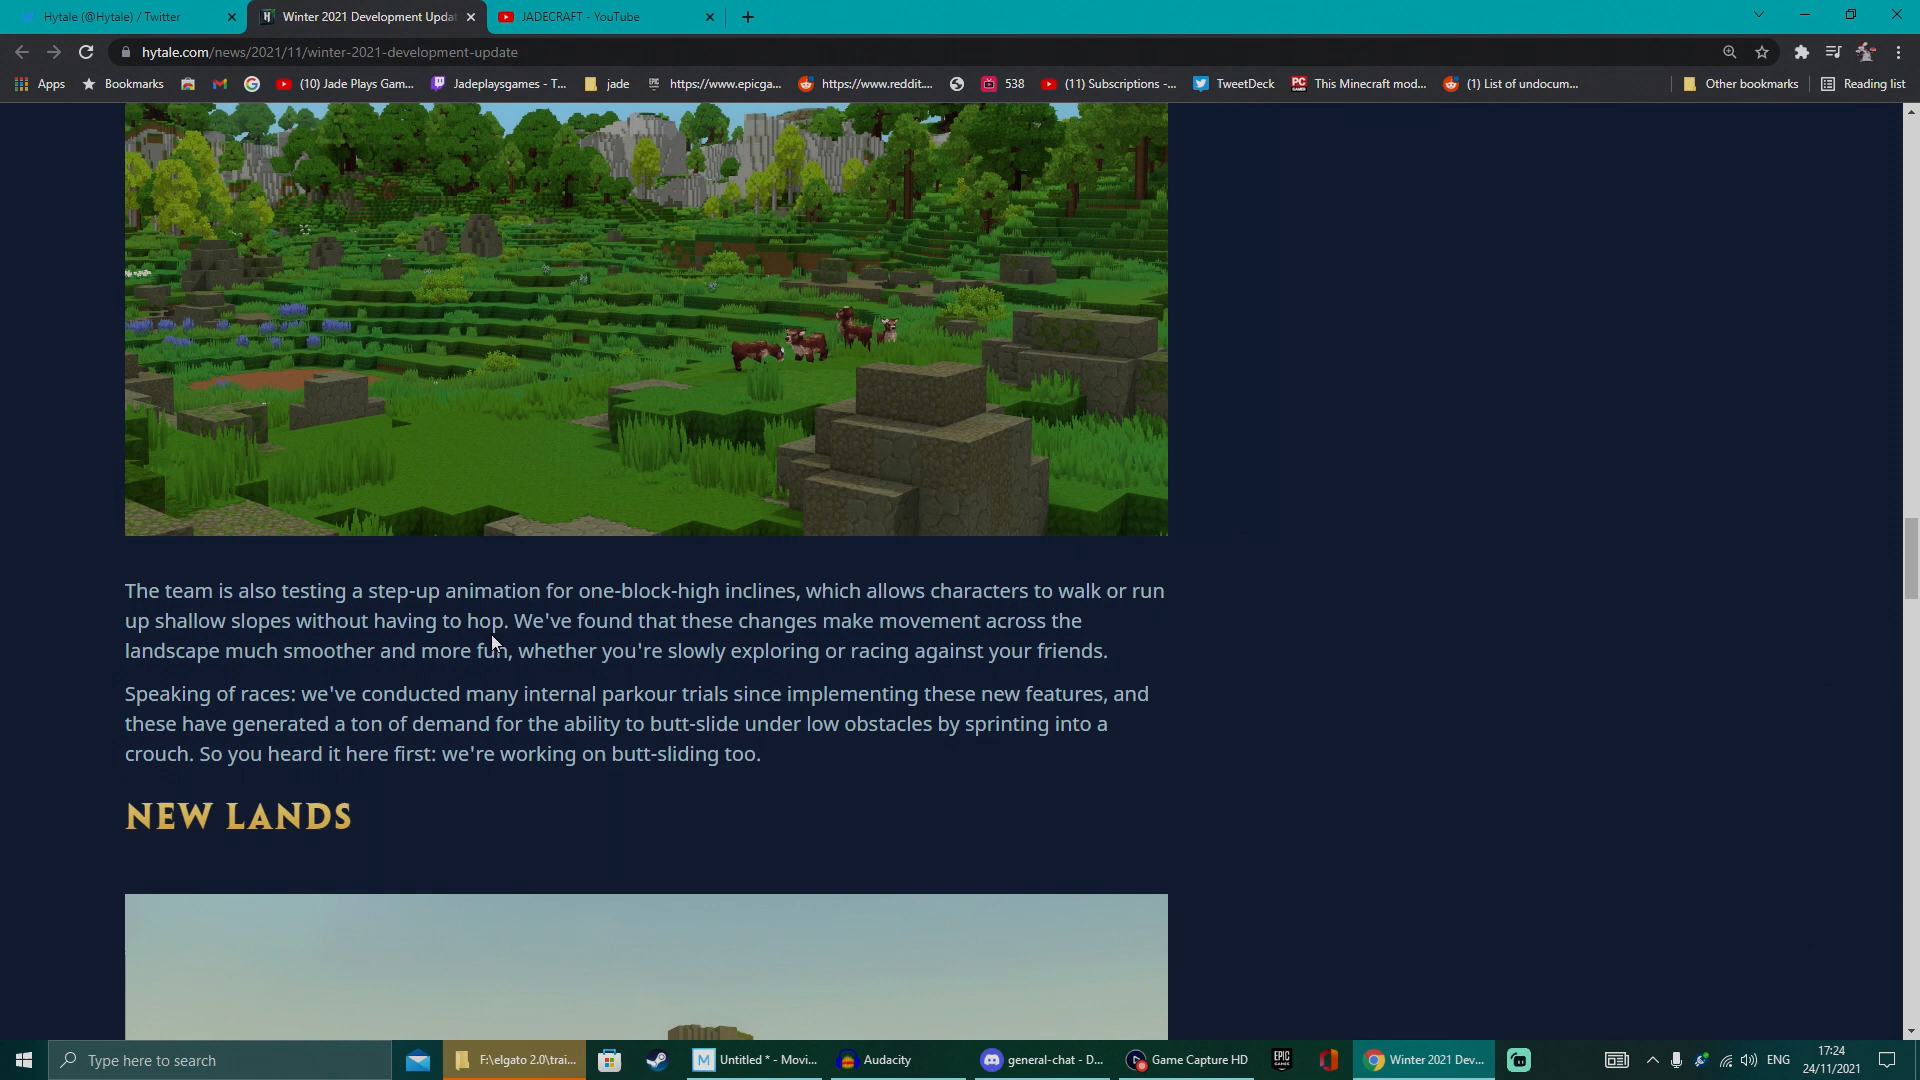 Hytale (@Hytale) / Twitter
Winter 2021 Development Upda
JADECRAFT - YouTube
hytale.com/news/2021/11/winter-2021-development-update
Apps
Bookmarks
(10) Jade Plays Gam...
Jadeplaysgames - T...
jade
https://www.epicga...
https://www.reddit....
538
(11) Subscriptions -...
TweetDeck
This Minecraft mod...
(1) List of undocum...
Other bookmarks
Reading list
The team is also testing a step-up animation for one-block-high inclines, which allows characters to walk or run
up shallow slopes without having to hop. We've found that these changes make movement across the
landscape much smoother and more fun, whether you're slowly exploring or racing against your friends.
Speaking of races: we've conducted many internal parkour trials since implementing these new features, and
these have generated a ton of demand for the ability to butt-slide under low obstacles by sprinting into a
crouch. So you heard it here first: we're working on butt-sliding too.
NEW LANDS
Type here to search
F:\elgato 2.0\trai...
Untitled * - Movi...
Audacity
general-chat - D...
Game Capture HD
Winter 2021 Dev...
ENG
17:24
24/11/2021